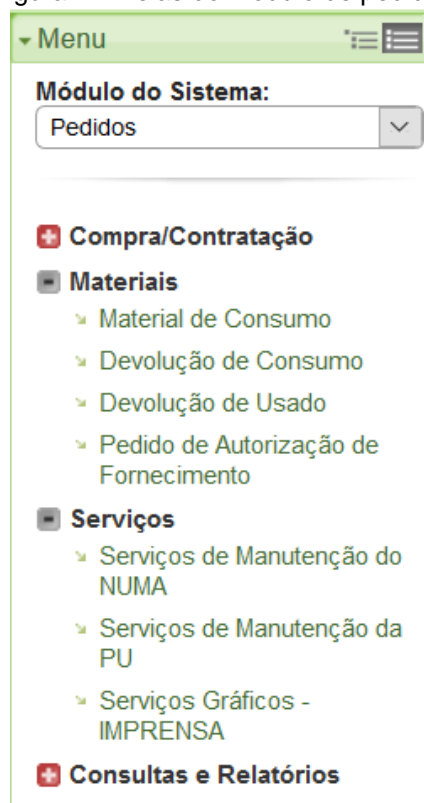 Menu
Módulo do Sistema:
Pedidos
Compra/Contratação
Materiais
Material de Consumo
Devolução de Consumo
Devolução de Usado
Pedido de Autorização de
Fornecimento
Serviços
Serviços de Manutenção do
NUMA
Serviços de Manutenção da
PU
Serviços Gráficos -
IMPRENSA
Consultas e Relatórios